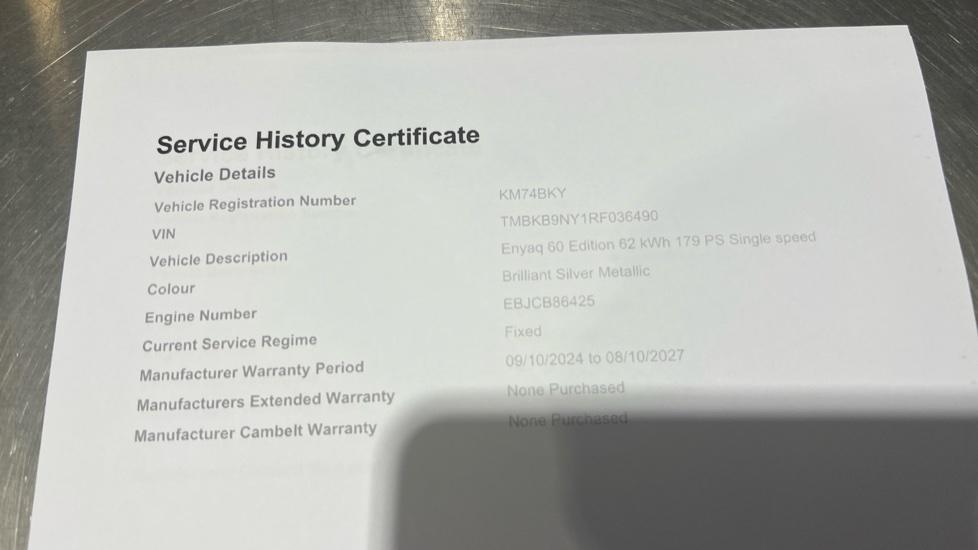 Service History Certificate
Vehicle Details
Vehicle Registration Number KM74BKY
VIN TMBKB9NY1RF036490
Vehicle Description Enyaq 60 Edition 62 kWh 179 PS Single speed
Colour Brilliant Silver Metallic
Engine Number EBJCB86425
Current Service Regime Fixed
Manufacturer Warranty Period 09/10/2024 to 08/10/2027
Manufacturers Extended Warranty None Purchased
Manufacturer Cambelt Warranty None Purchased